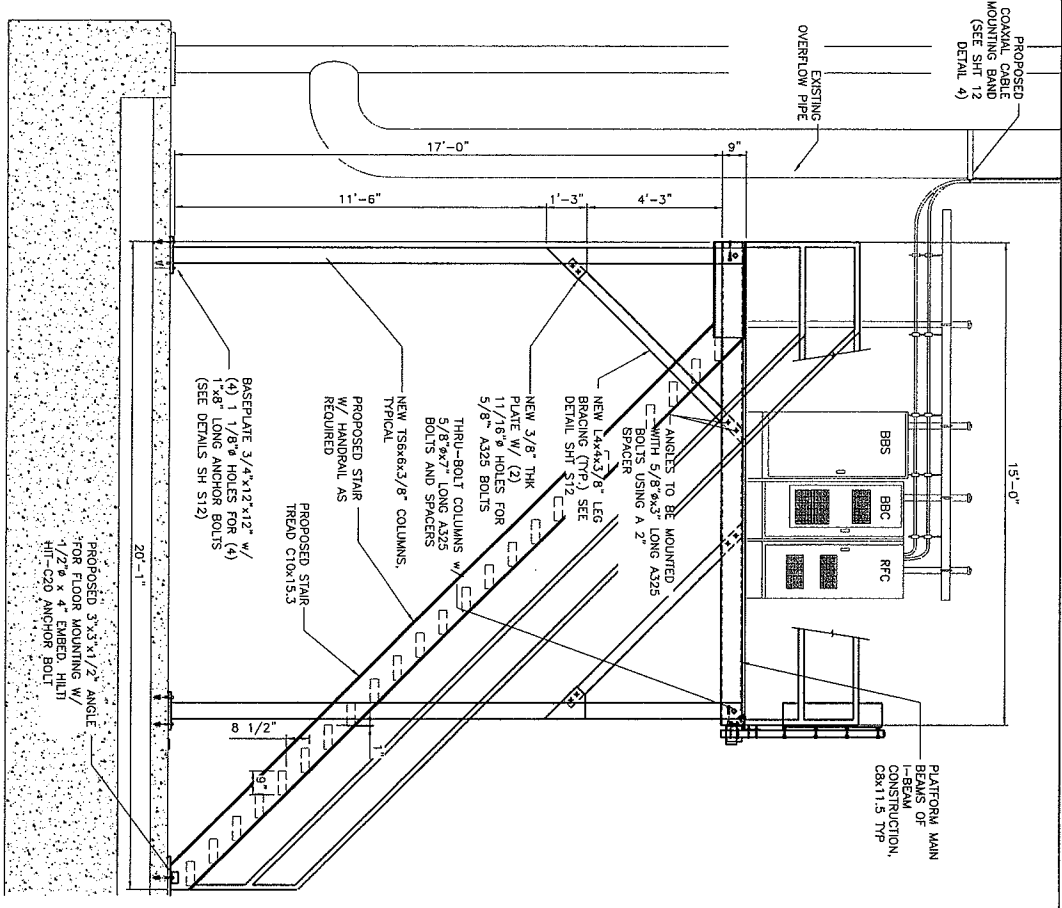 PROPOSED
COAXIAL CABLE
MOUNTING BAND
(SEE SHT 12
DETAIL 4)
EXISTING
OVERFLOW PIPE
17'-0"
9"
11'-6"
1'-3"
4'-3"
15'-0"
BBS
BBC
RFC
PLATFORM MAIN
BEAMS OF
I-BEAM
CONSTRUCTION,
C8x11.5 TYP
ANGLES TO BE MOUNTED
WITH 5/8"øx3" LONG A325
BOLTS USING A 2"
SPACER
NEW L4x4x3/8" LEG
BRACING (TYP.) SEE
DETAIL SHT S12
NEW 3/8" THK
PLATE W/ (2)
11/16"ø HOLES FOR
5/8" A325 BOLTS
THRU-BOLT COLUMNS w/
5/8"øx7" LONG A325
BOLTS AND SPACERS
NEW TS6x6x3/8" COLUMNS,
TYPICAL
PROPOSED STAIR
W/ HANDRAIL AS
REQUIRED
PROPOSED STAIR
TREAD C10x15.3
BASEPLATE 3/4"x12"x12" w/
(4) 1 1/8"ø HOLES FOR (4)
1"x8" LONG ANCHOR BOLTS
(SEE DETAILS SH S12)
8 1/2"
1"
9"
20'-1"
PROPOSED 3"x3"x1/2" ANGLE
FOR FLOOR MOUNTING W/
1/2"ø x 4" EMBED. HILTI
HIT-C20 ANCHOR BOLT